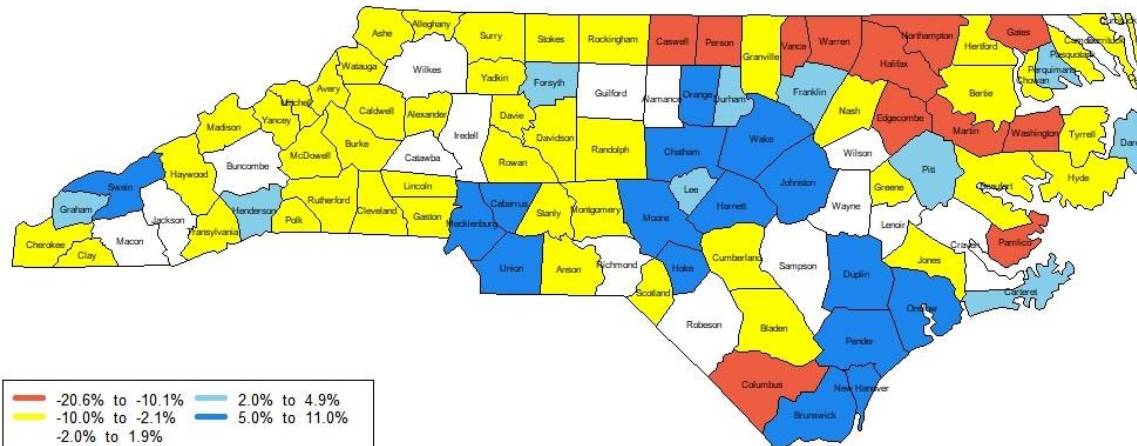 Ashe
Alleghany
Surry
Stokes
Rockingham
Caswell
Person
Granville
Vance
Warren
Northampton
Halifax
Hertford
Gates
Pasquotank
Perquimans
Chowan
Watauga
Wilkes
Yadkin
Forsyth
Guilford
Alamance
Orange
Durham
Franklin
Nash
Edgecombe
Bertie
Martin
Washington
Tyrrell
Dare
Avery
Mitchell
Yancey
Madison
Caldwell
Alexander
Iredell
Davie
Davidson
Randolph
Chatham
Wake
Wilson
Pitt
Beaufort
Hyde
McDowell
Burke
Catawba
Rowan
Lee
Johnston
Greene
Haywood
Buncombe
Swain
Graham
Jackson
Henderson
Rutherford
Cleveland
Lincoln
Gaston
Cabarrus
Mecklenburg
Stanly
Montgomery
Moore
Harnett
Wayne
Lenoir
Craven
Pamlico
Cherokee
Clay
Macon
Transylvania
Polk
Union
Anson
Richmond
Hoke
Cumberland
Sampson
Duplin
Jones
Carteret
Scotland
Robeson
Bladen
Onslow
Pender
Columbus
New Hanover
Brunswick
-20.6% to -10.1%
2.0% to 4.9%
-10.0% to -2.1%
5.0% to 11.0%
-2.0% to 1.9%